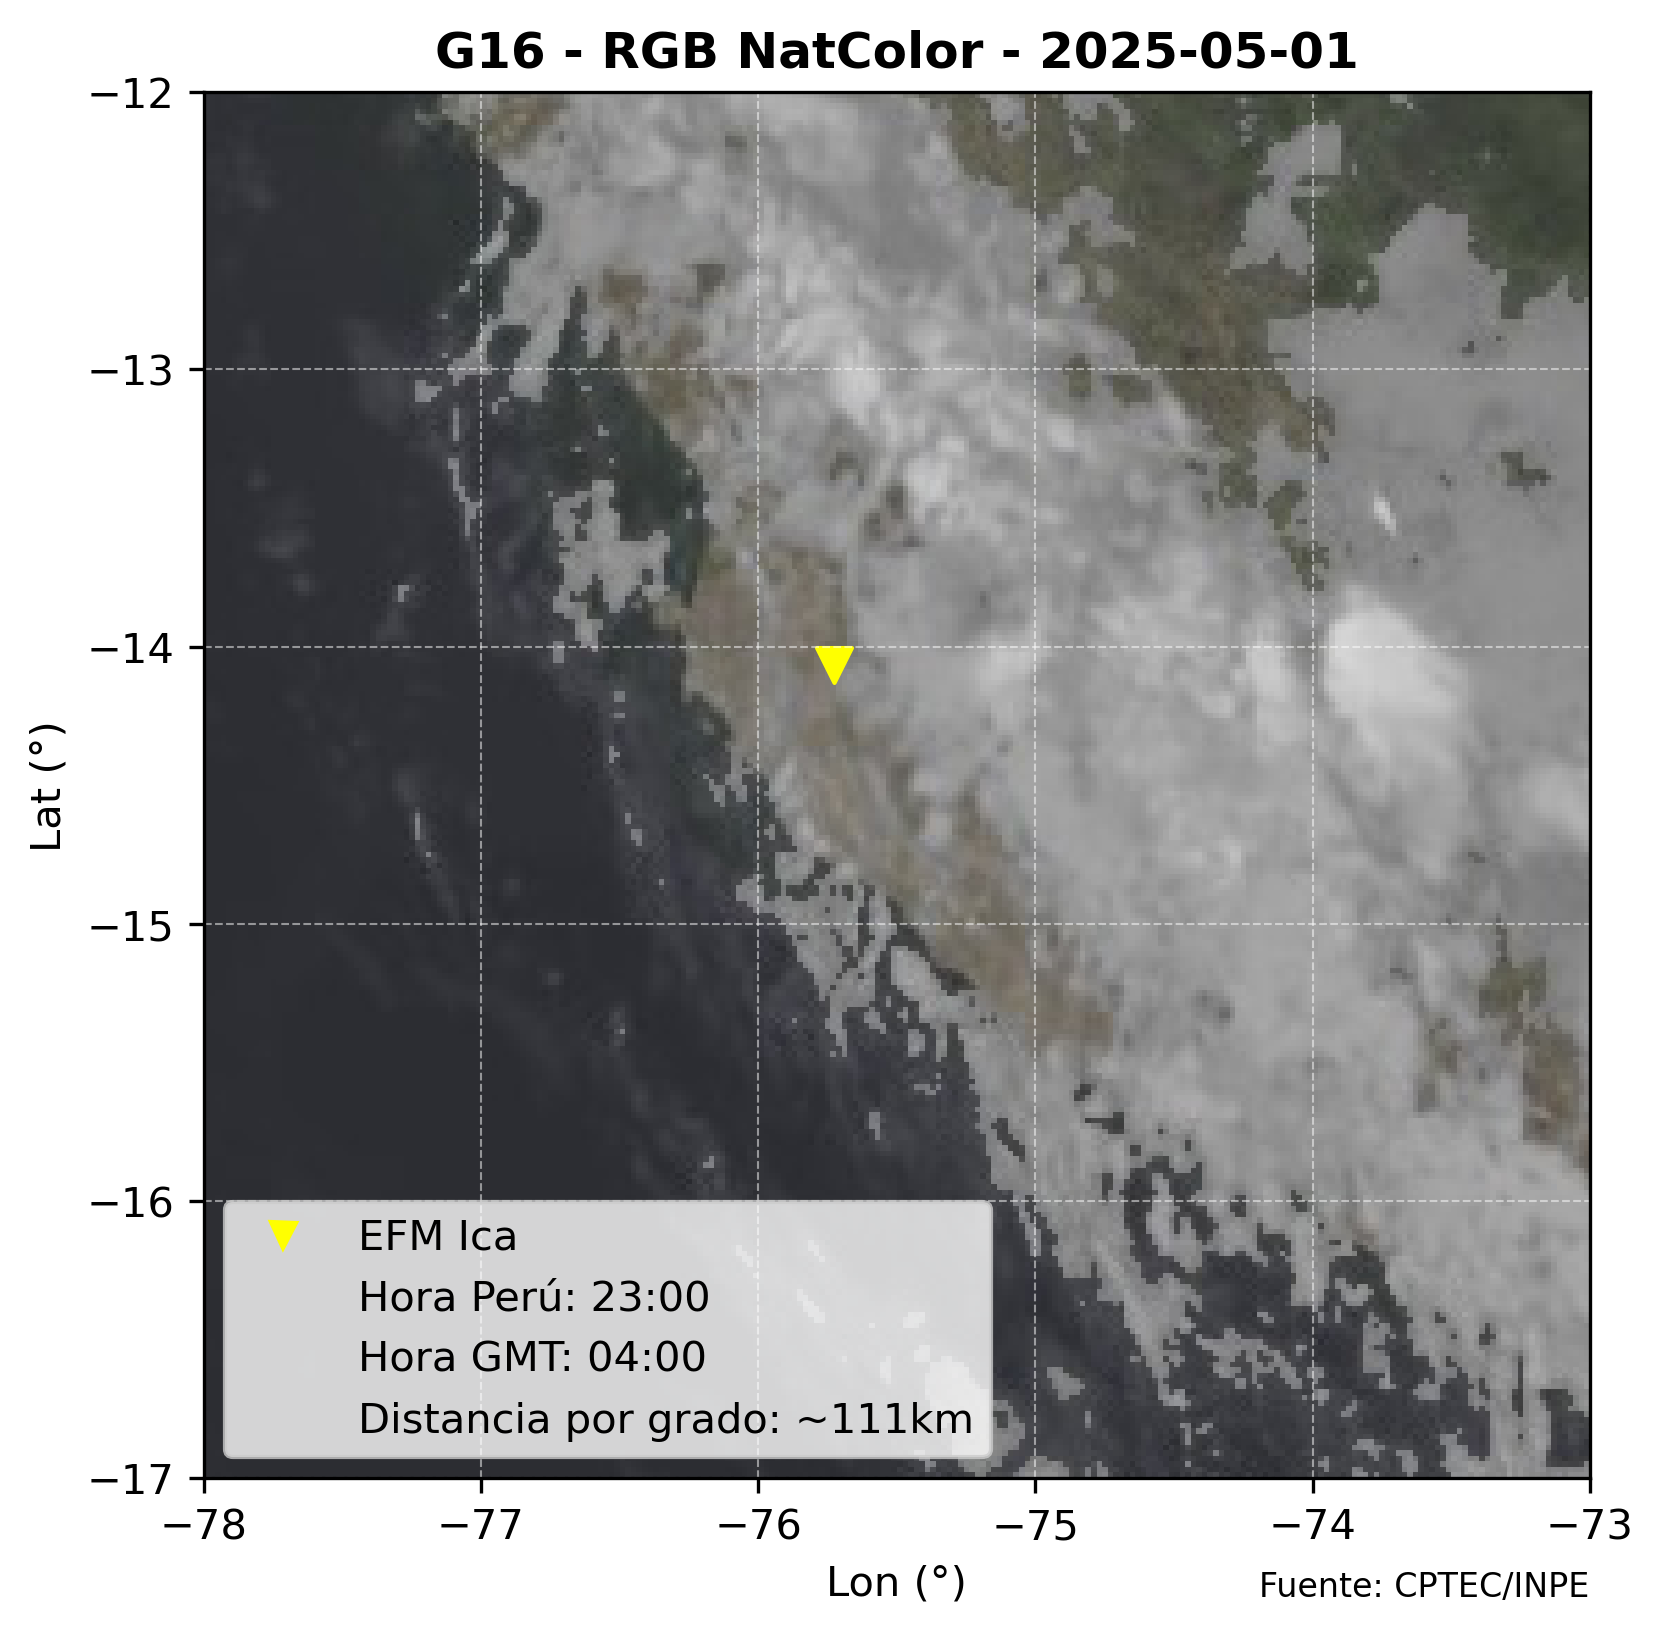 G16 - RGB NatColor - 2025-05-01
−12
−13
−14
−15
−16
−17
Lat (°)
EFM Ica
Hora Perú: 23:00
Hora GMT: 04:00
Distancia por grado: ~111km
−78 −77 −76 −75 −74 −73
Lon (°)
Fuente: CPTEC/INPE